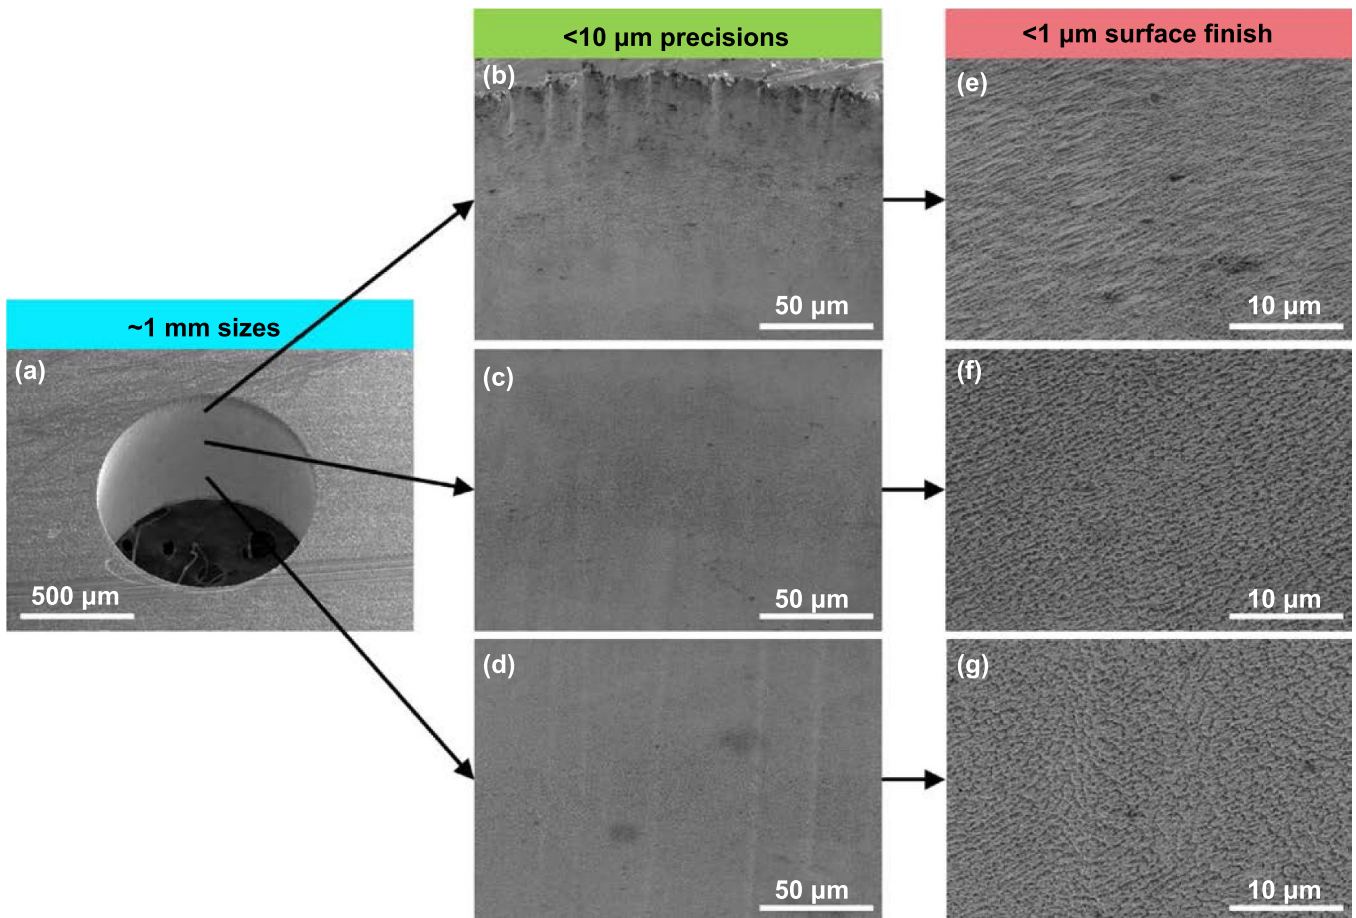 <10 µm precisions
<1 µm surface finish
(b)
50 µm
(e)
10 µm
~1 mm sizes
(a)
500 µm
(c)
50 µm
(f)
10 µm
(d)
50 µm
(g)
10 µm